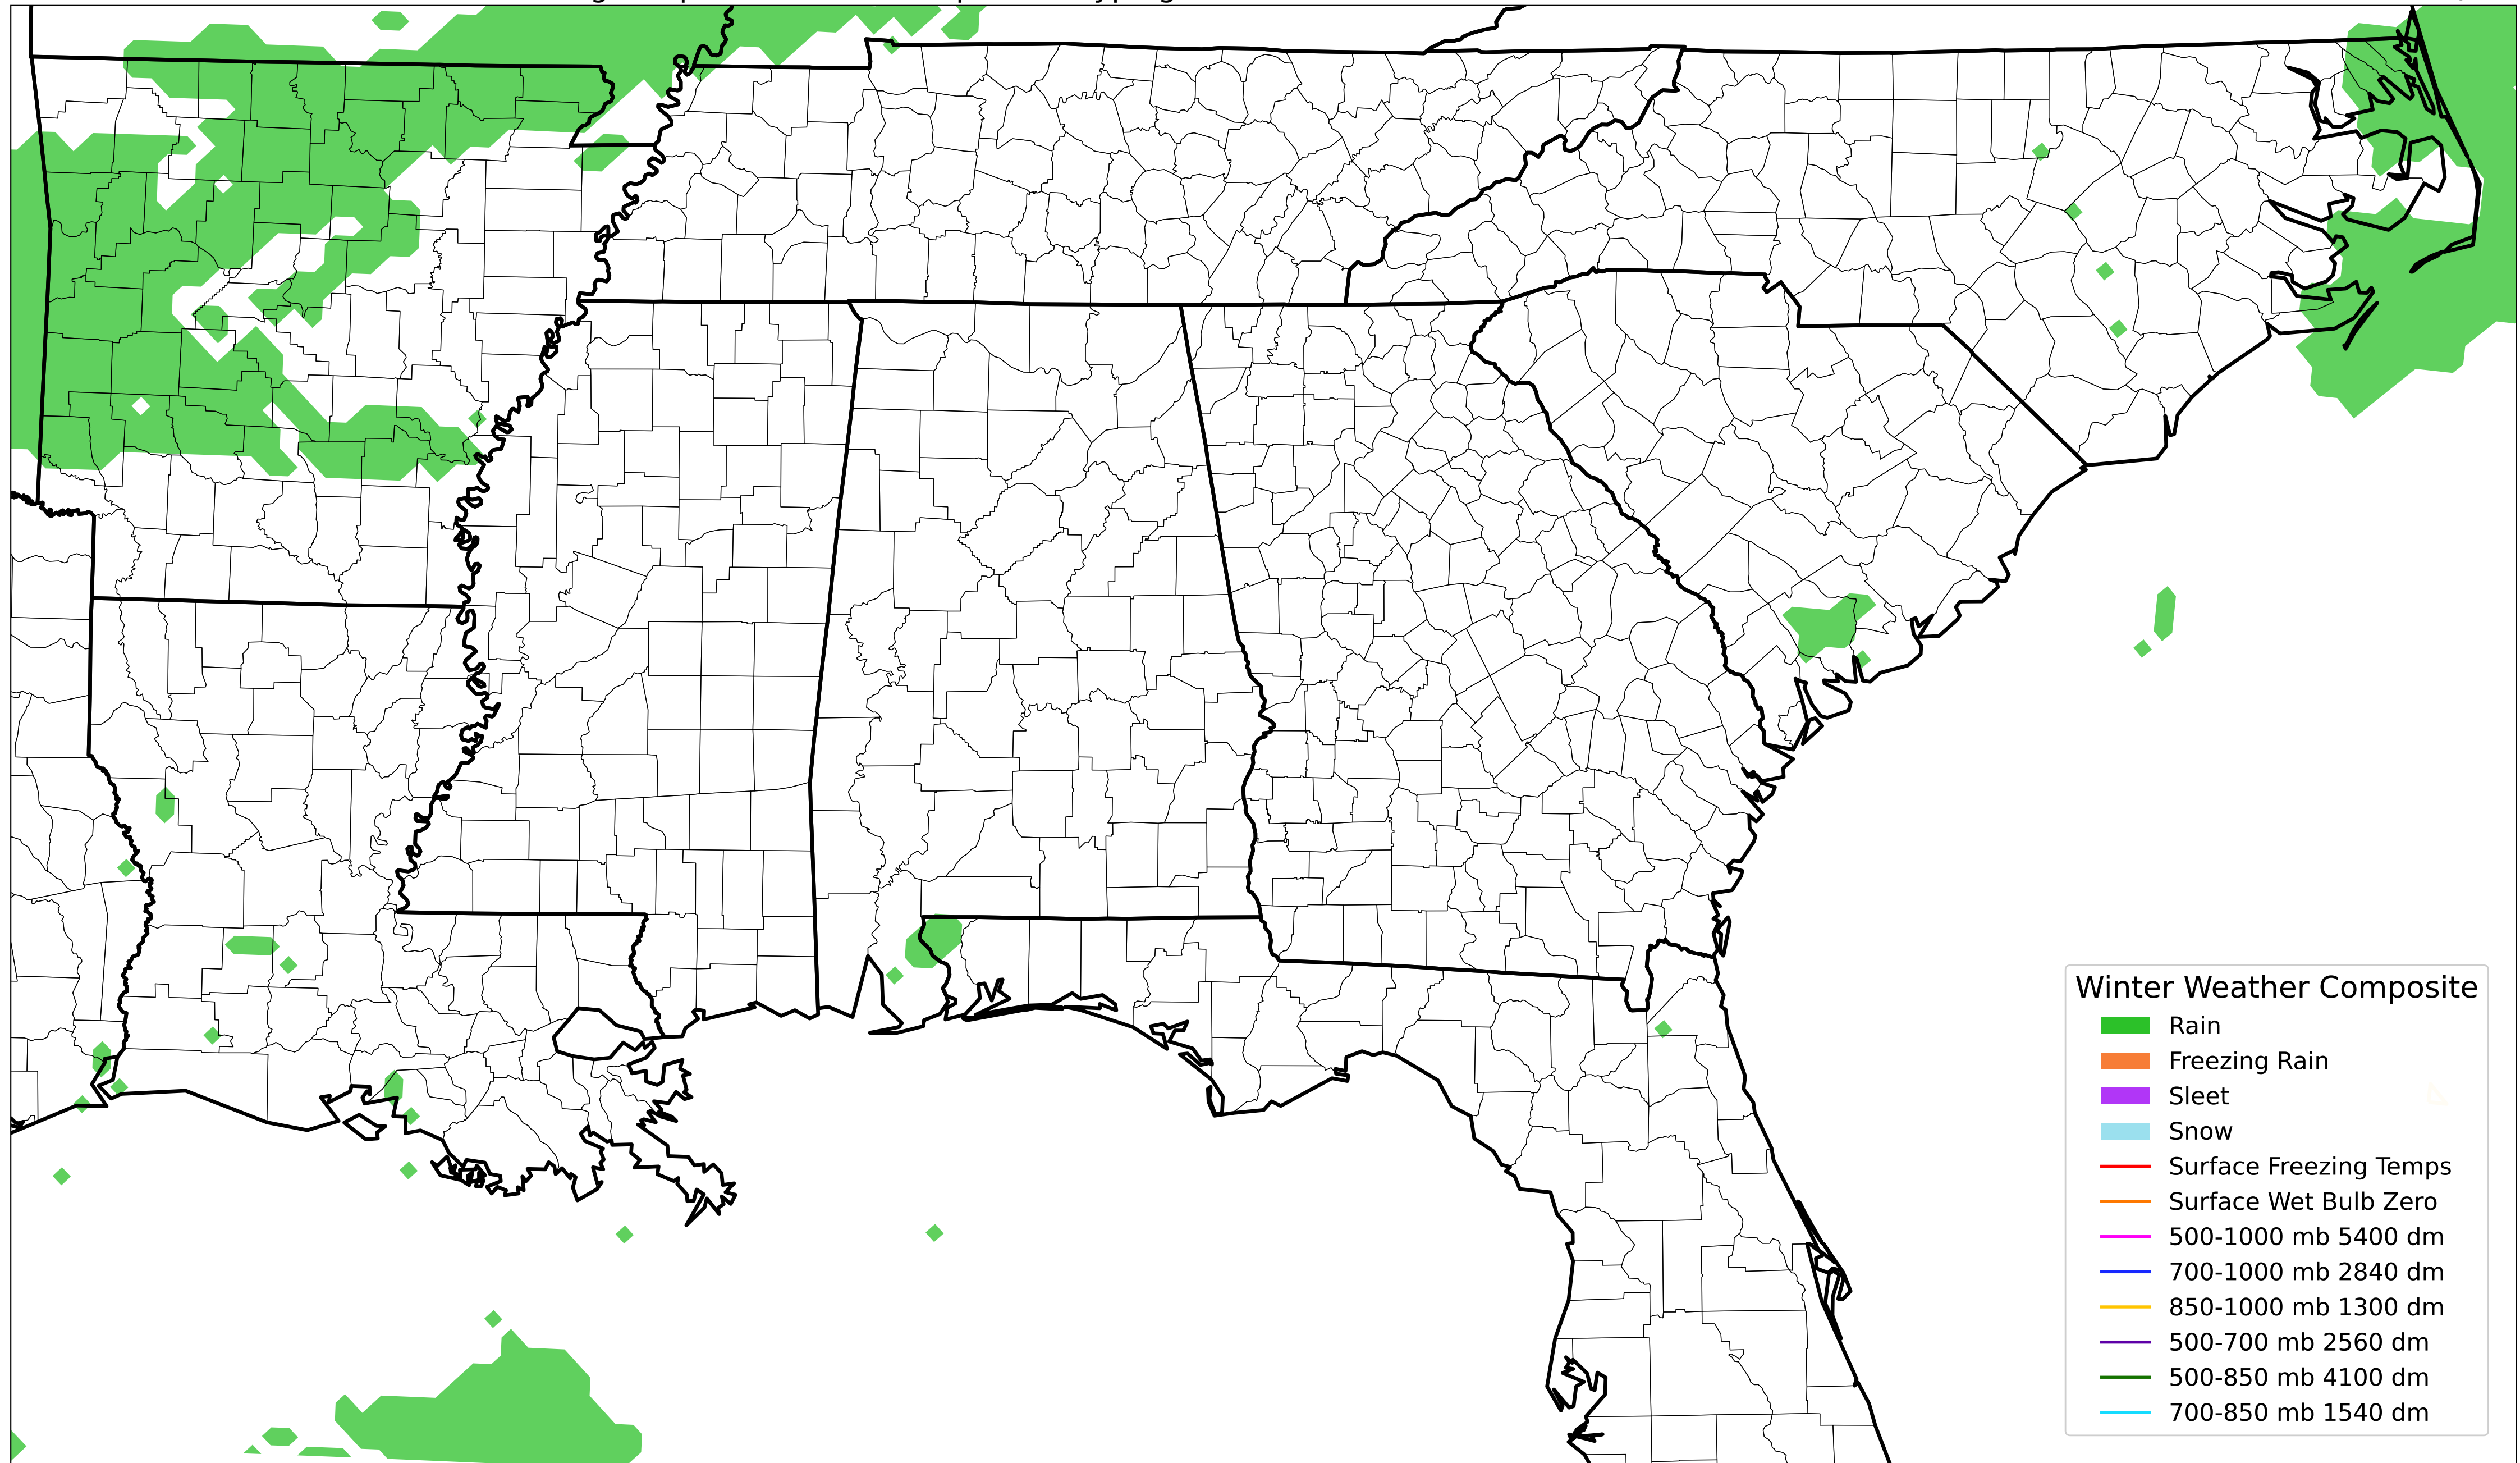 Winter Weather Composite
Rain
Freezing Rain
Sleet
Snow
Surface Freezing Temps
Surface Wet Bulb Zero
500-1000 mb 5400 dm
700-1000 mb 2840 dm
850-1000 mb 1300 dm
500-700 mb 2560 dm
500-850 mb 4100 dm
700-850 mb 1540 dm